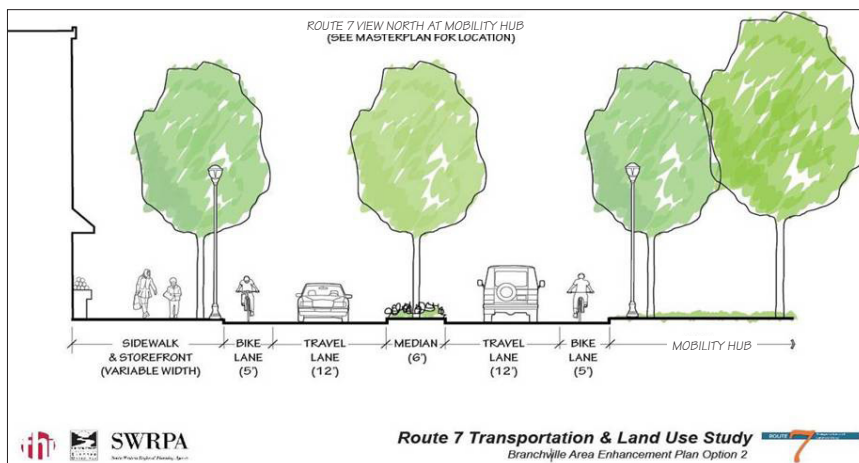 ROUTE 7 VIEW NORTH AT MOBILITY HUB
(SEE MASTERPLAN FOR LOCATION)
SIDEWALK
& STOREFRONT
(VARIABLE WIDTH)
BIKE
LANE
(5')
TRAVEL
LANE
(12')
MEDIAN
(6')
TRAVEL
LANE
(12')
BIKE
LANE
(5')
MOBILITY HUB
fhi
SWRPA
Route 7 Transportation & Land Use Study
Branchville Area Enhancement Plan Option 2
ROUTE
7